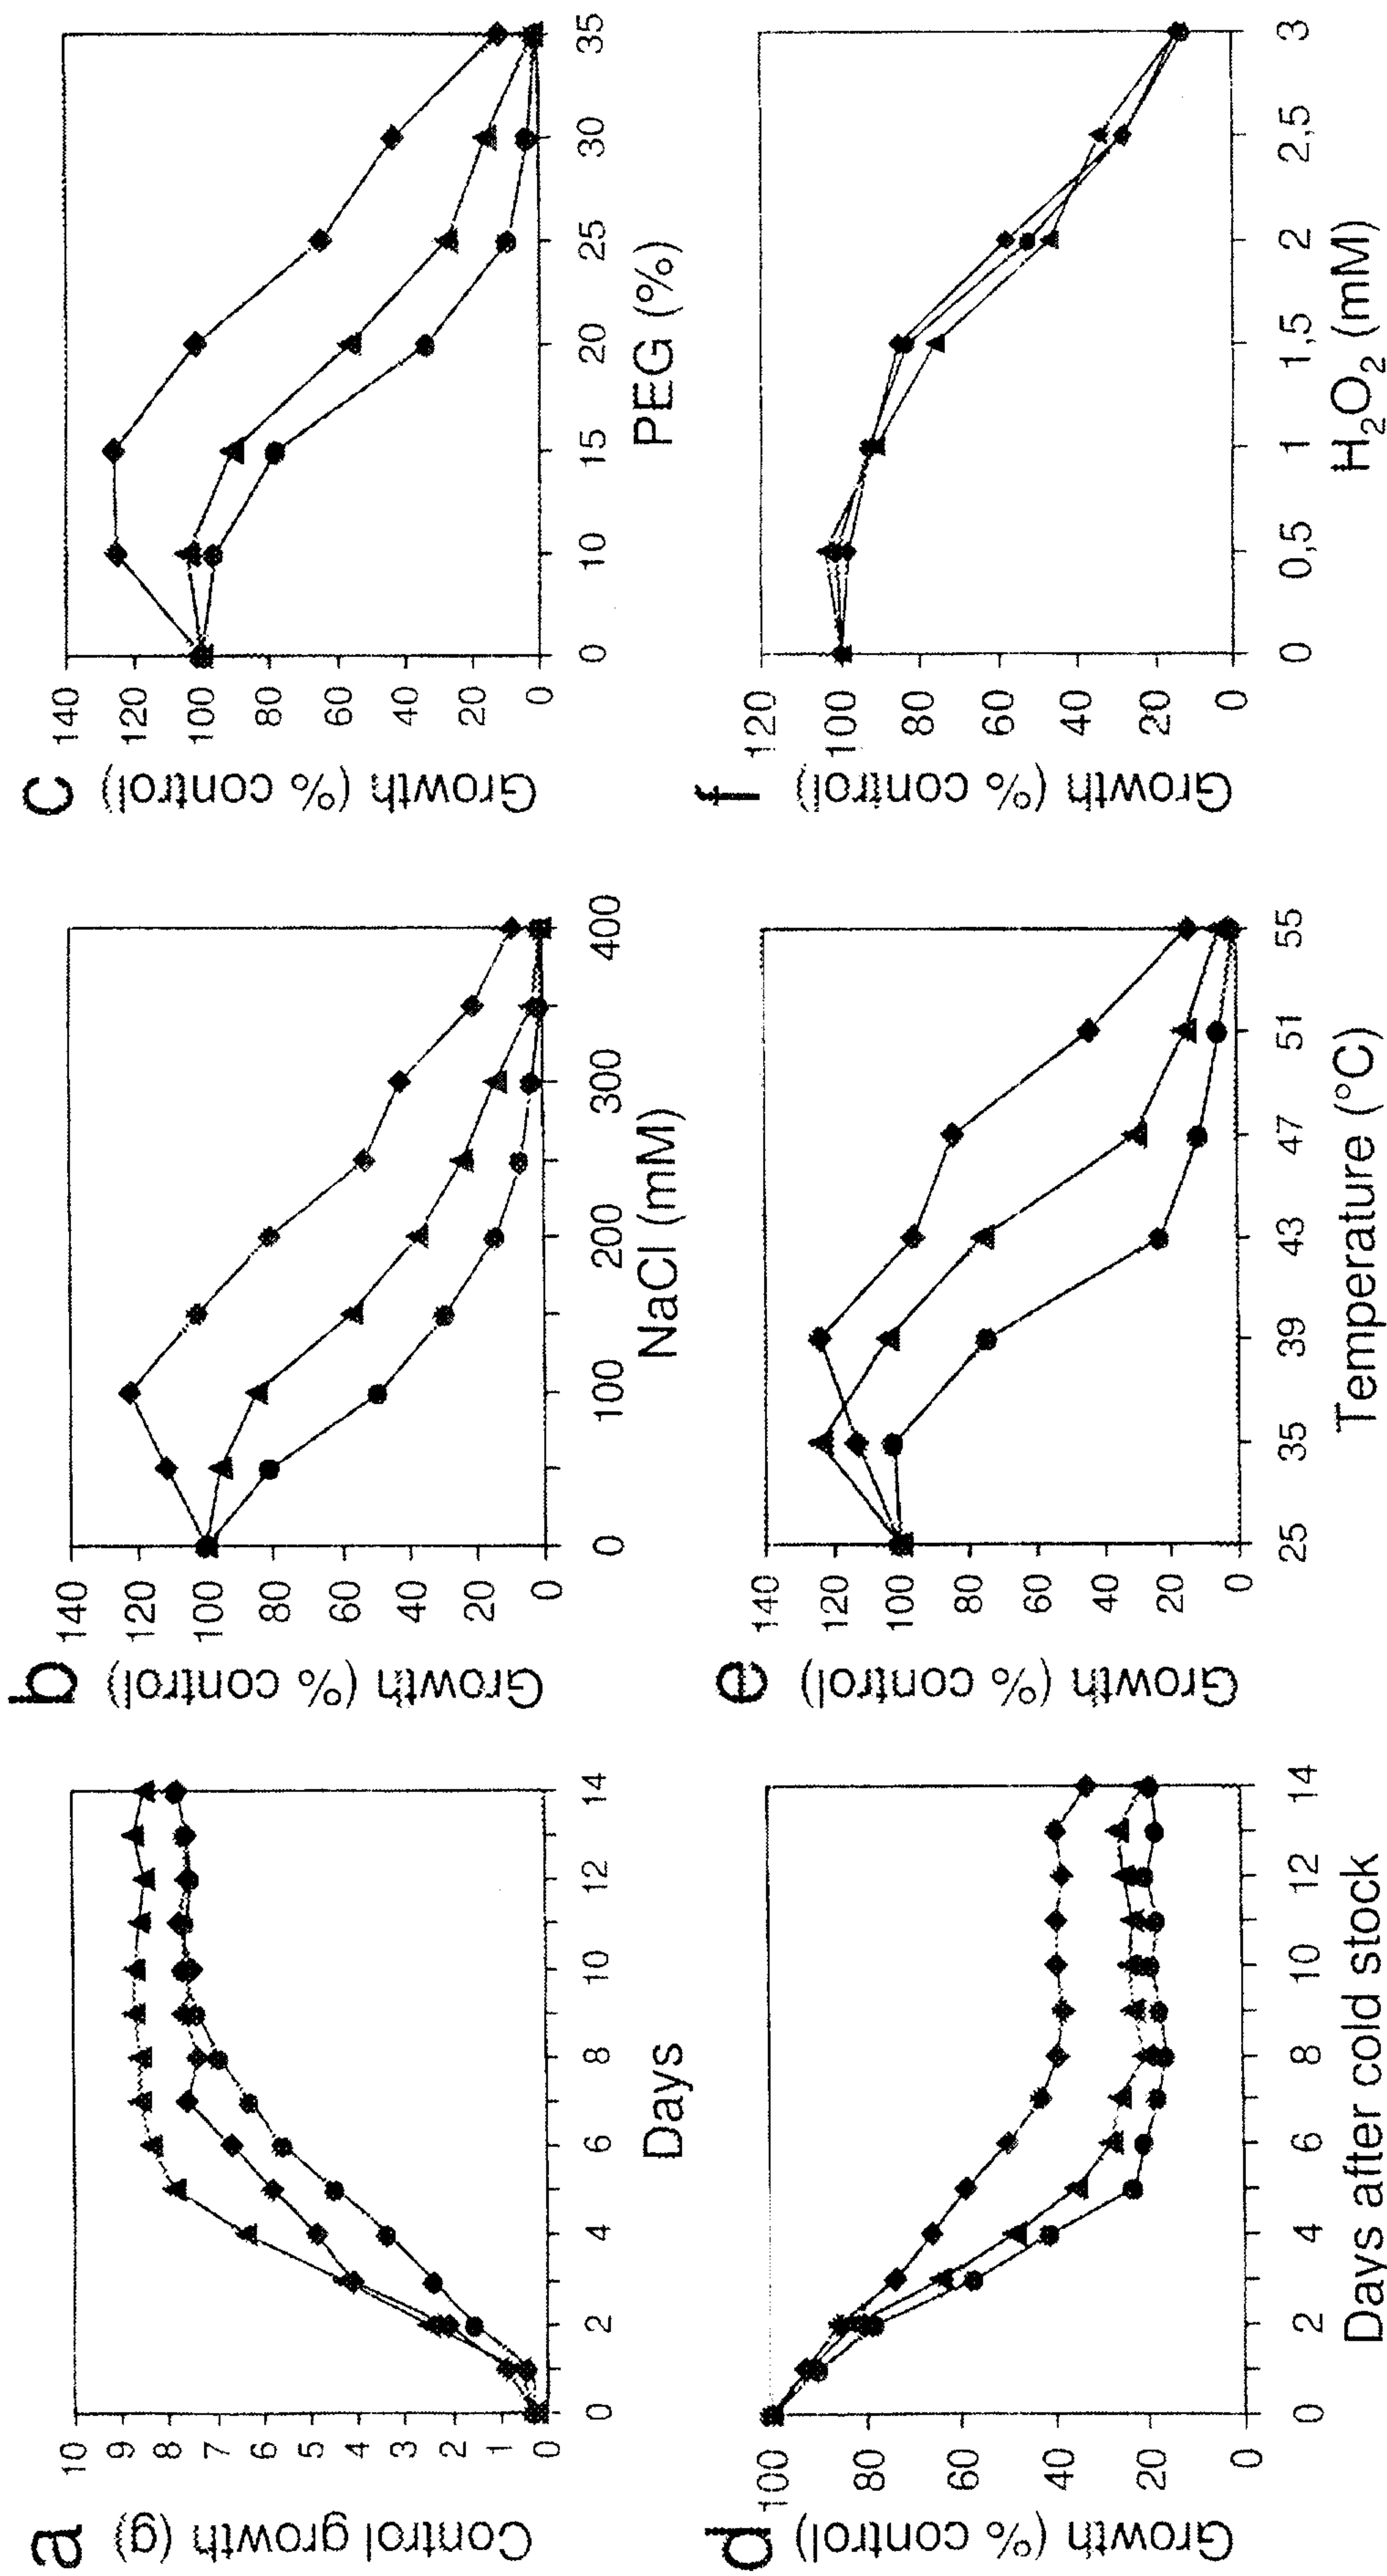 a
Control growth (g)
10
9
8
7
6
5
4
3
2
1
0
0 2 4 6 8 10 12 14
Days
b
Growth (% control)
140
120
100
80
60
40
20
0
0 100 200 300 400
NaCl (mM)
c
Growth (% control)
140
120
100
80
60
40
20
0
0 10 15 20 25 30 35
PEG (%)
d
Growth (% control)
100
80
60
40
20
0
0 2 4 6 8 10 12 14
Days after cold stock
e
Growth (% control)
140
120
100
80
60
40
20
0
25 35 39 43 47 51 55
Temperature (°C)
f
Growth (% control)
120
100
80
60
40
20
0
0 0,5 1 1,5 2 2,5 3
H₂O₂ (mM)